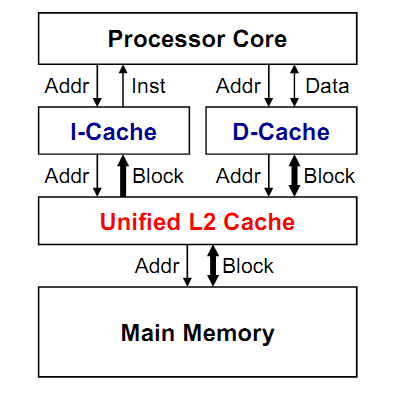 Processor Core
Addr Inst Addr Data
I-Cache D-Cache
Addr Block Addr Block
Unified L2 Cache
Addr Block
Main Memory